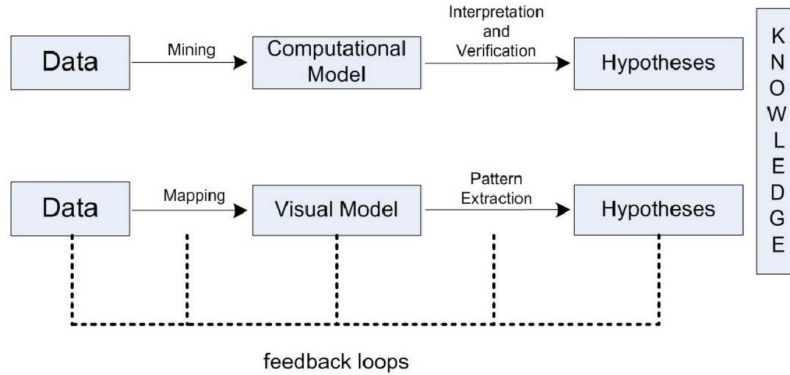 Data
Mining
Computational
Model
Interpretation
and
Verification
Hypotheses
K
N
O
W
L
E
D
G
E
Data
Mapping
Visual Model
Pattern
Extraction
Hypotheses
feedback loops